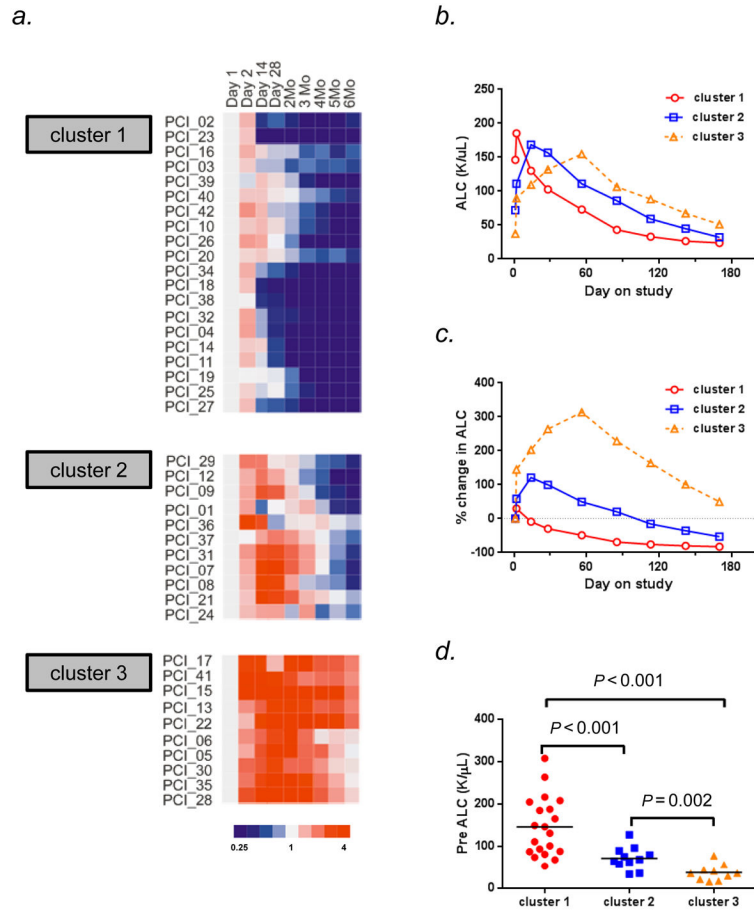 a.
Day 1
Day 2
Day 14
Day 28
2Mo
3 Mo
4Mo
5Mo
6Mo
cluster 1
PCI_02
PCI_23
PCI_16
PCI_03
PCI_39
PCI_40
PCI_42
PCI_10
PCI_26
PCI_20
PCI_34
PCI_18
PCI_38
PCI_32
PCI_04
PCI_14
PCI_11
PCI_19
PCI_25
PCI_27
cluster 2
PCI_29
PCI_12
PCI_09
PCI_01
PCI_36
PCI_37
PCI_31
PCI_07
PCI_08
PCI_21
PCI_24
cluster 3
PCI_17
PCI_41
PCI_15
PCI_13
PCI_22
PCI_06
PCI_05
PCI_30
PCI_35
PCI_28
0.25 1 4
b.
ALC (K/uL)
250
200
150
100
50
0
0 60 120 180
Day on study
cluster 1
cluster 2
cluster 3
c.
% change in ALC
400
300
200
100
0
-100
0 60 120 180
Day on study
cluster 1
cluster 2
cluster 3
d.
P < 0.001
P < 0.001
P = 0.002
Pre ALC (K/µL)
400
300
200
100
0
cluster 1 cluster 2 cluster 3